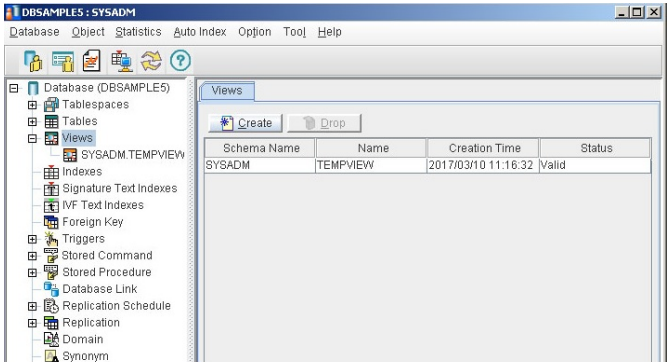 DBSAMPLE5 : SYSADM
Database Object Statistics Auto Index Option Tool Help
Database (DBSAMPLE5)
Tablespaces
Tables
Views
SYSADM.TEMPVIEW
Indexes
Signature Text Indexes
IVF Text Indexes
Foreign Key
Triggers
Stored Command
Stored Procedure
Database Link
Replication Schedule
Replication
Domain
Synonym
Views
Create Drop
Schema Name Name Creation Time Status
SYSADM TEMPVIEW 2017/03/10 11:16:32 Valid